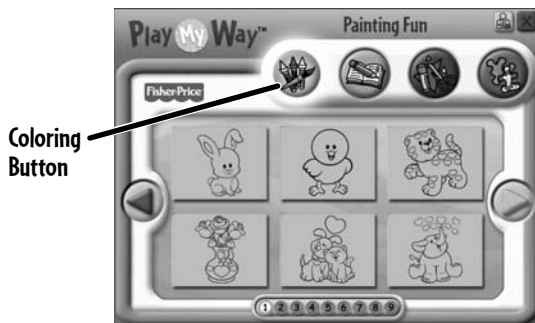 Play My Way™
Painting Fun
Fisher-Price
Coloring
Button
1 2 3 4 5 6 7 8 9